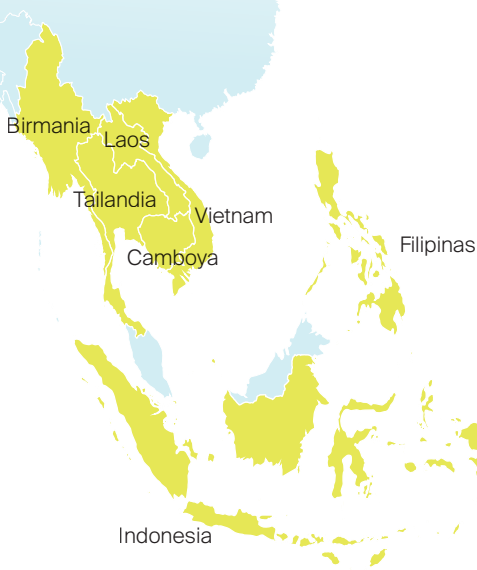 Birmania
Laos
Tailandia
Vietnam
Filipinas
Camboya
Indonesia